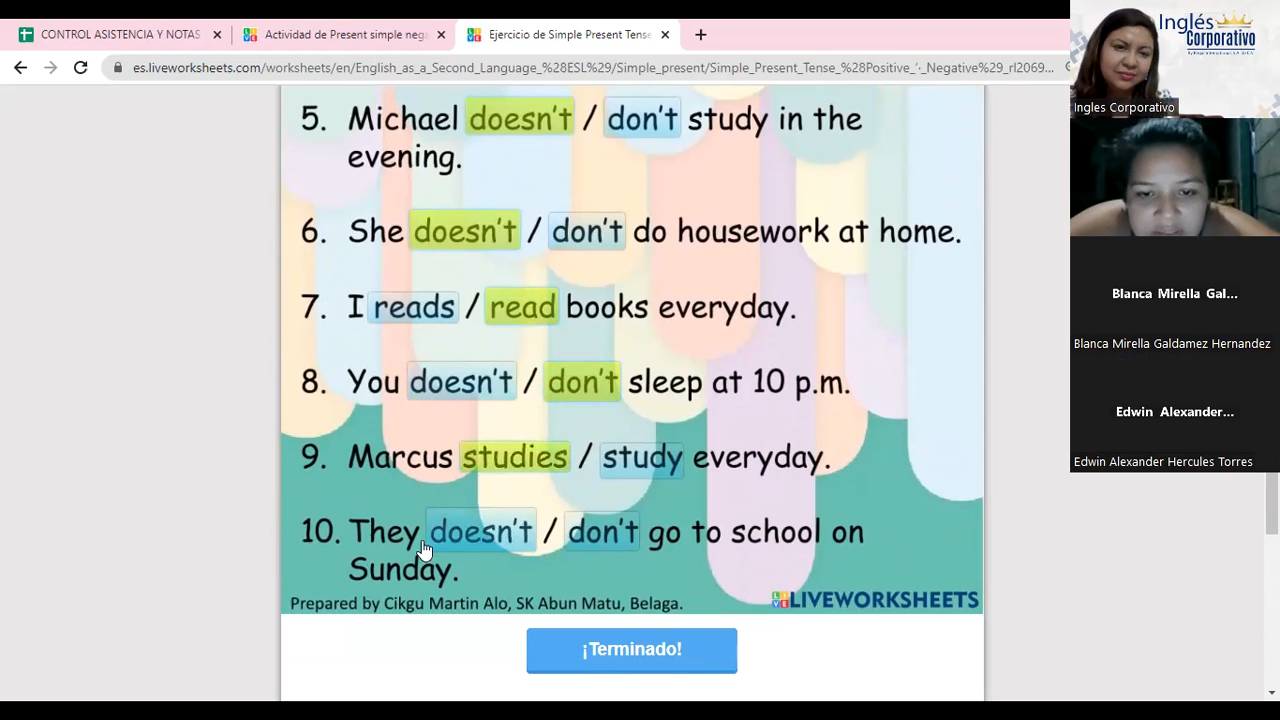 CONTROL ASISTENCIA Y NOTAS
Actividad de Present simple neg
Ejercicio de Simple Present Tense
es.liveworksheets.com/worksheets/en/English_as_a_Second_Language_%28ESL%29/Simple_present/Simple_Present_Tense_%28Positive_-_Negative%29_rl2069...
5. Michael doesn't / don't study in the
evening.
6. She doesn't / don't do housework at home.
7. I reads / read books everyday.
8. You doesn't / don't sleep at 10 p.m.
9. Marcus studies / study everyday.
10. They doesn't / don't go to school on
Sunday.
Prepared by Cikgu Martin Alo, SK Abun Matu, Belaga.
LIVEWORKSHEETS
¡Terminado!
Inglés
Corporativo
Ingles Corporativo
Blanca Mirella Gal...
Blanca Mirella Galdamez Hernandez
Edwin Alexander...
Edwin Alexander Hercules Torres